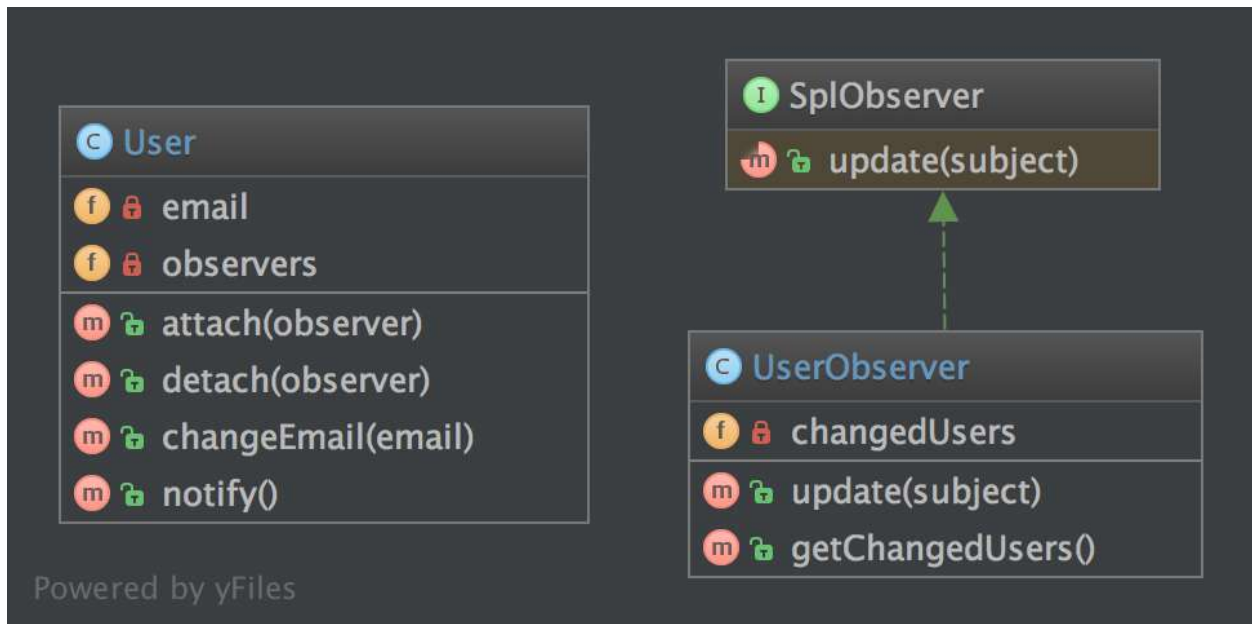 C User
f email
f observers
m attach(observer)
m detach(observer)
m changeEmail(email)
m notify()
I SplObserver
m update(subject)
C UserObserver
f changedUsers
m update(subject)
m getChangedUsers()
Powered by yFiles